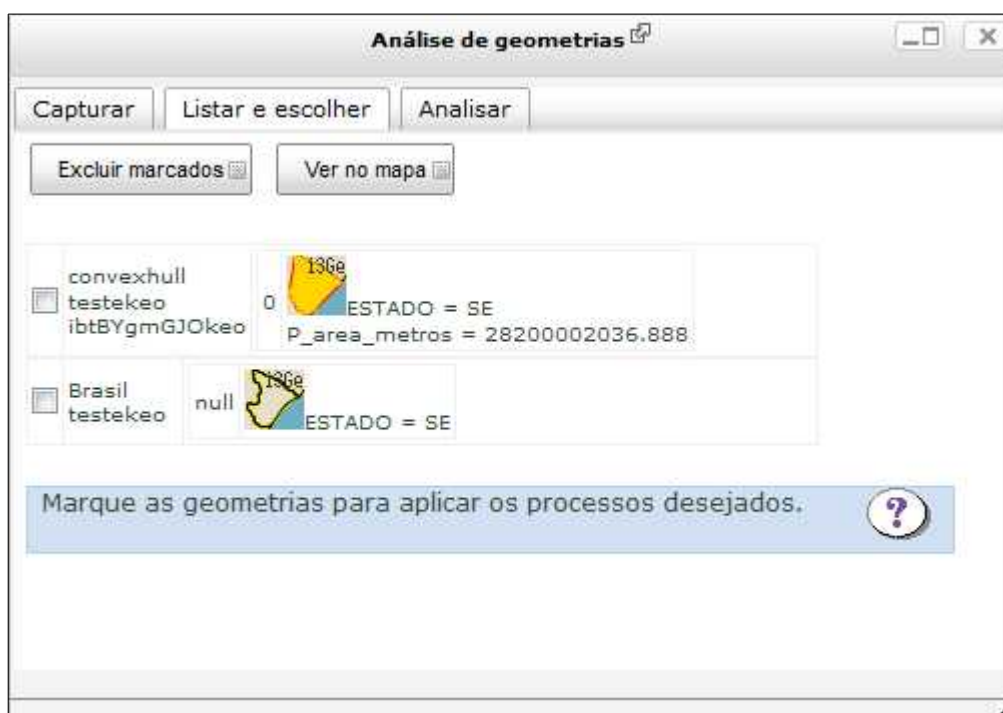 Análise de geometrias
Capturar
Listar e escolher
Analisar
Excluir marcados
Ver no mapa
convexhull
testekeo
ibtBYgmGJOkeo
0
13Ge
ESTADO = SE
P_area_metros = 28200002036.888
Brasil
testekeo
null
13Ge
ESTADO = SE
Marque as geometrias para aplicar os processos desejados.
?